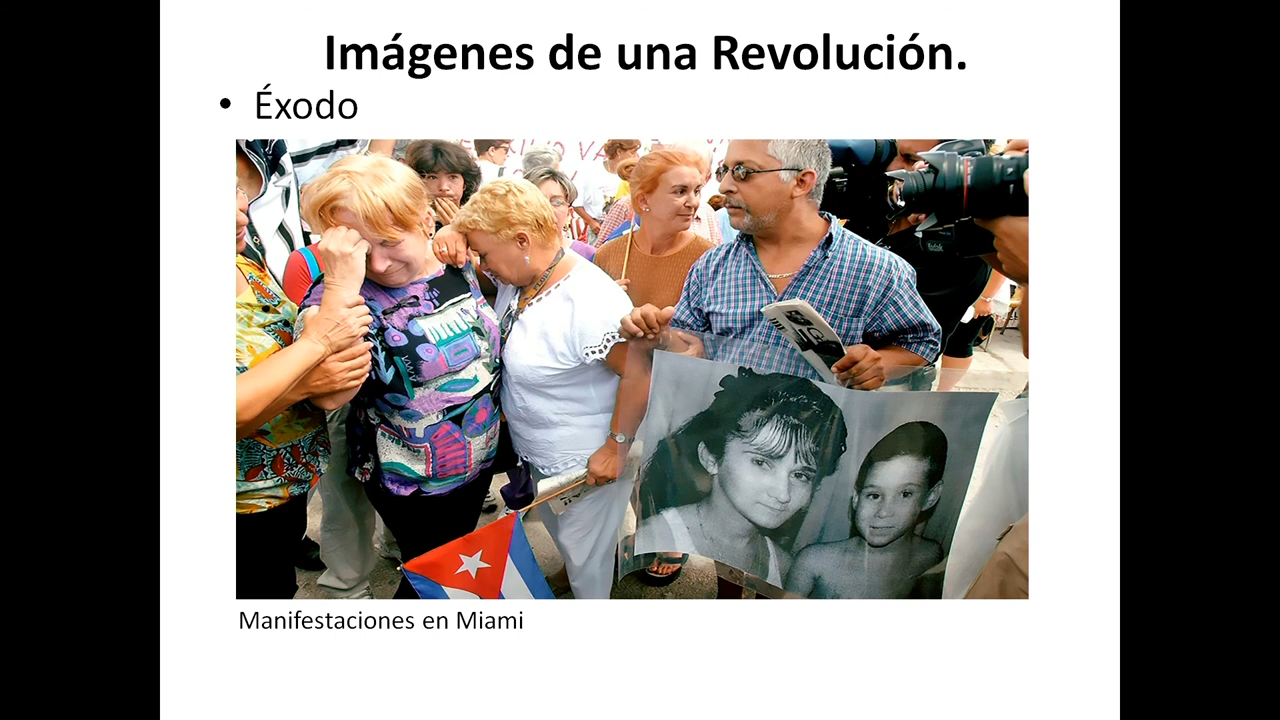 Imágenes de una Revolución.
• Éxodo
Manifestaciones en Miami